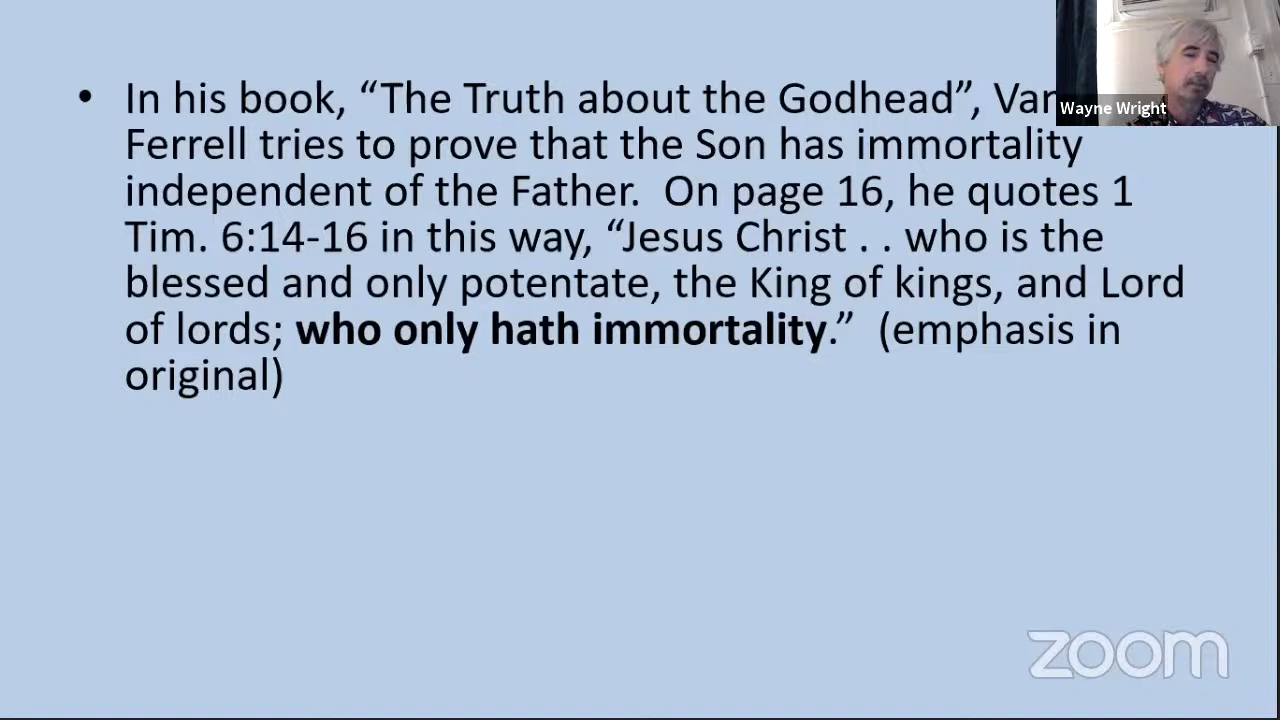 • In his book, “The Truth about the Godhead”, Van
Ferrell tries to prove that the Son has immortality
independent of the Father.  On page 16, he quotes 1
Tim. 6:14-16 in this way, “Jesus Christ . . who is the
blessed and only potentate, the King of kings, and Lord
of lords; who only hath immortality.”  (emphasis in
original)
Wayne Wright
zoom